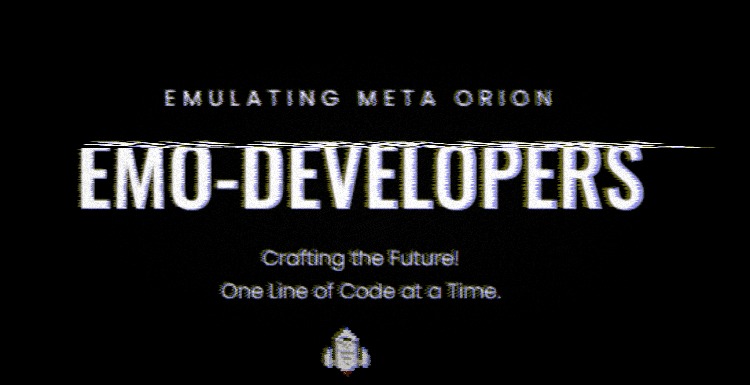 EMULATING META ORION
EMO-DEVELOPERS
Crafting the Future!
One Line of Code at a Time.